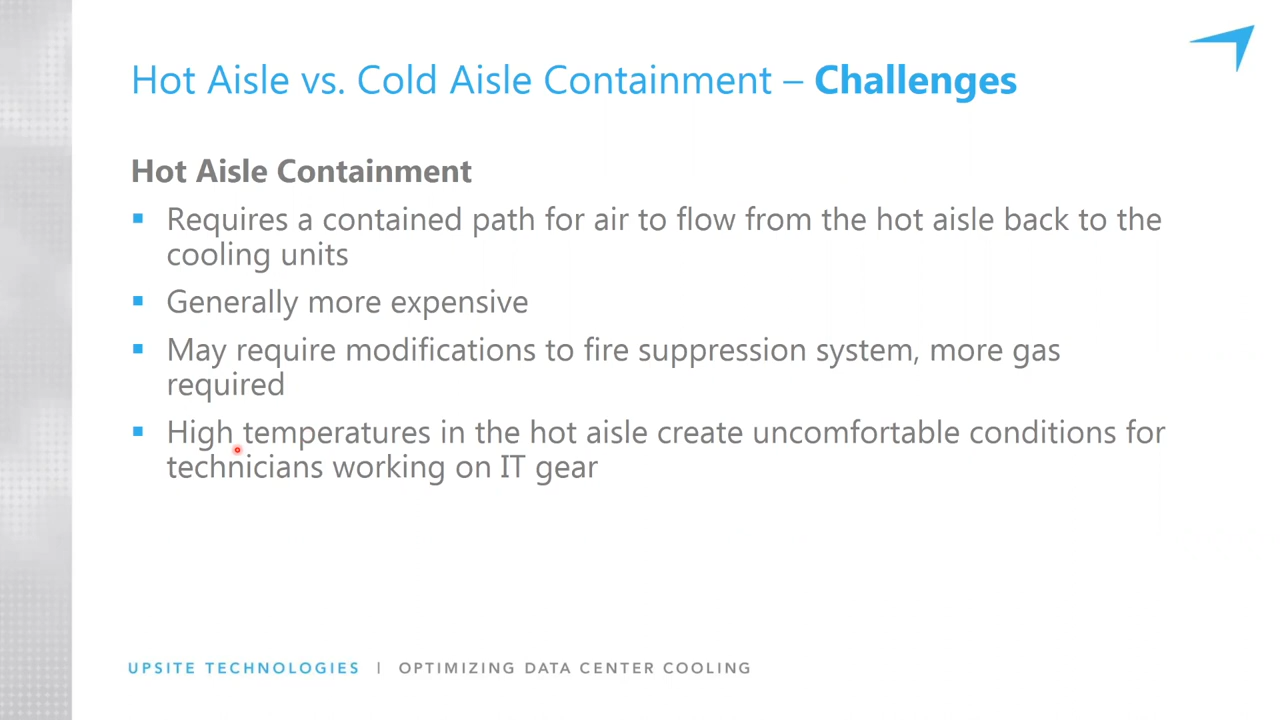 Hot Aisle vs. Cold Aisle Containment – Challenges
Hot Aisle Containment
▪ Requires a contained path for air to flow from the hot aisle back to the
cooling units
▪ Generally more expensive
▪ May require modifications to fire suppression system, more gas
required
▪ High temperatures in the hot aisle create uncomfortable conditions for
technicians working on IT gear
UPSITE TECHNOLOGIES | OPTIMIZING DATA CENTER COOLING